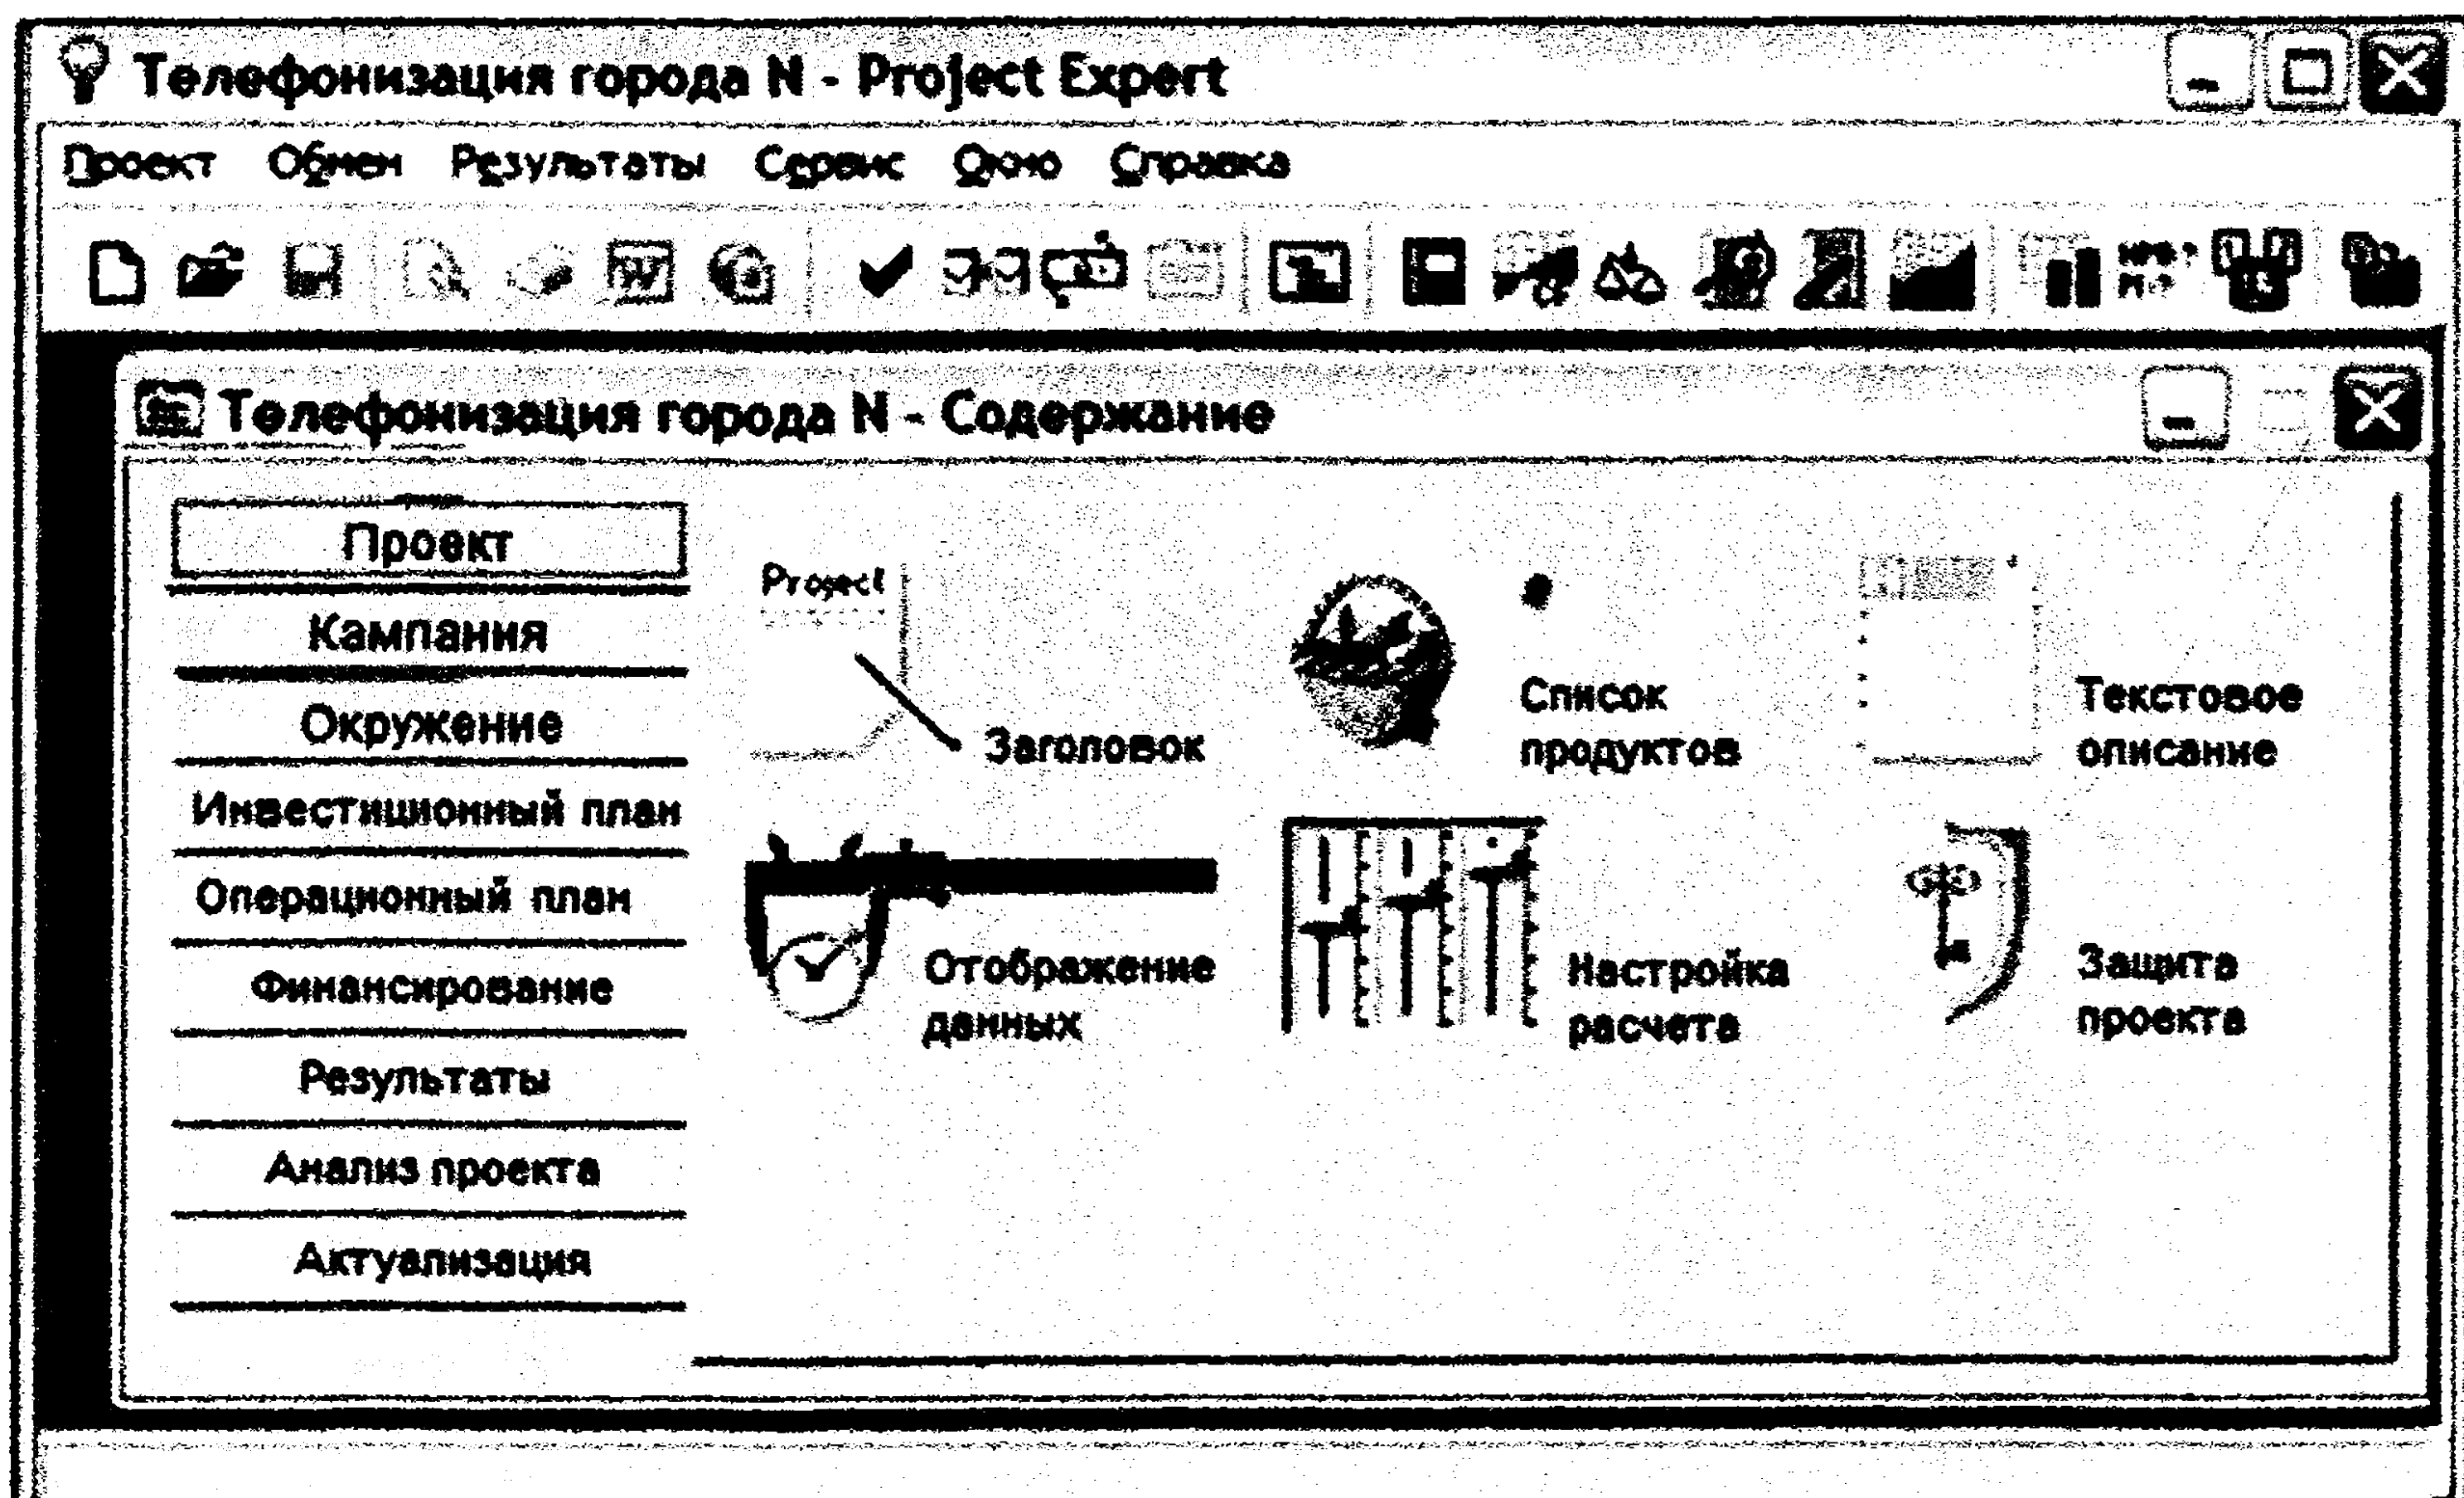 Телефонизация города N - Project Expert
Проект Обмен Результаты Сервис Окно Справка
Телефонизация города N - Содержание
Проект
Кампания
Окружение
Инвестиционный план
Операционный план
Финансирование
Результаты
Анализ проекта
Актуализация
Project
Заголовок
Список
продуктов
Текстовое
описание
Отображение
данных
Настройка
расчета
Защита
проекта